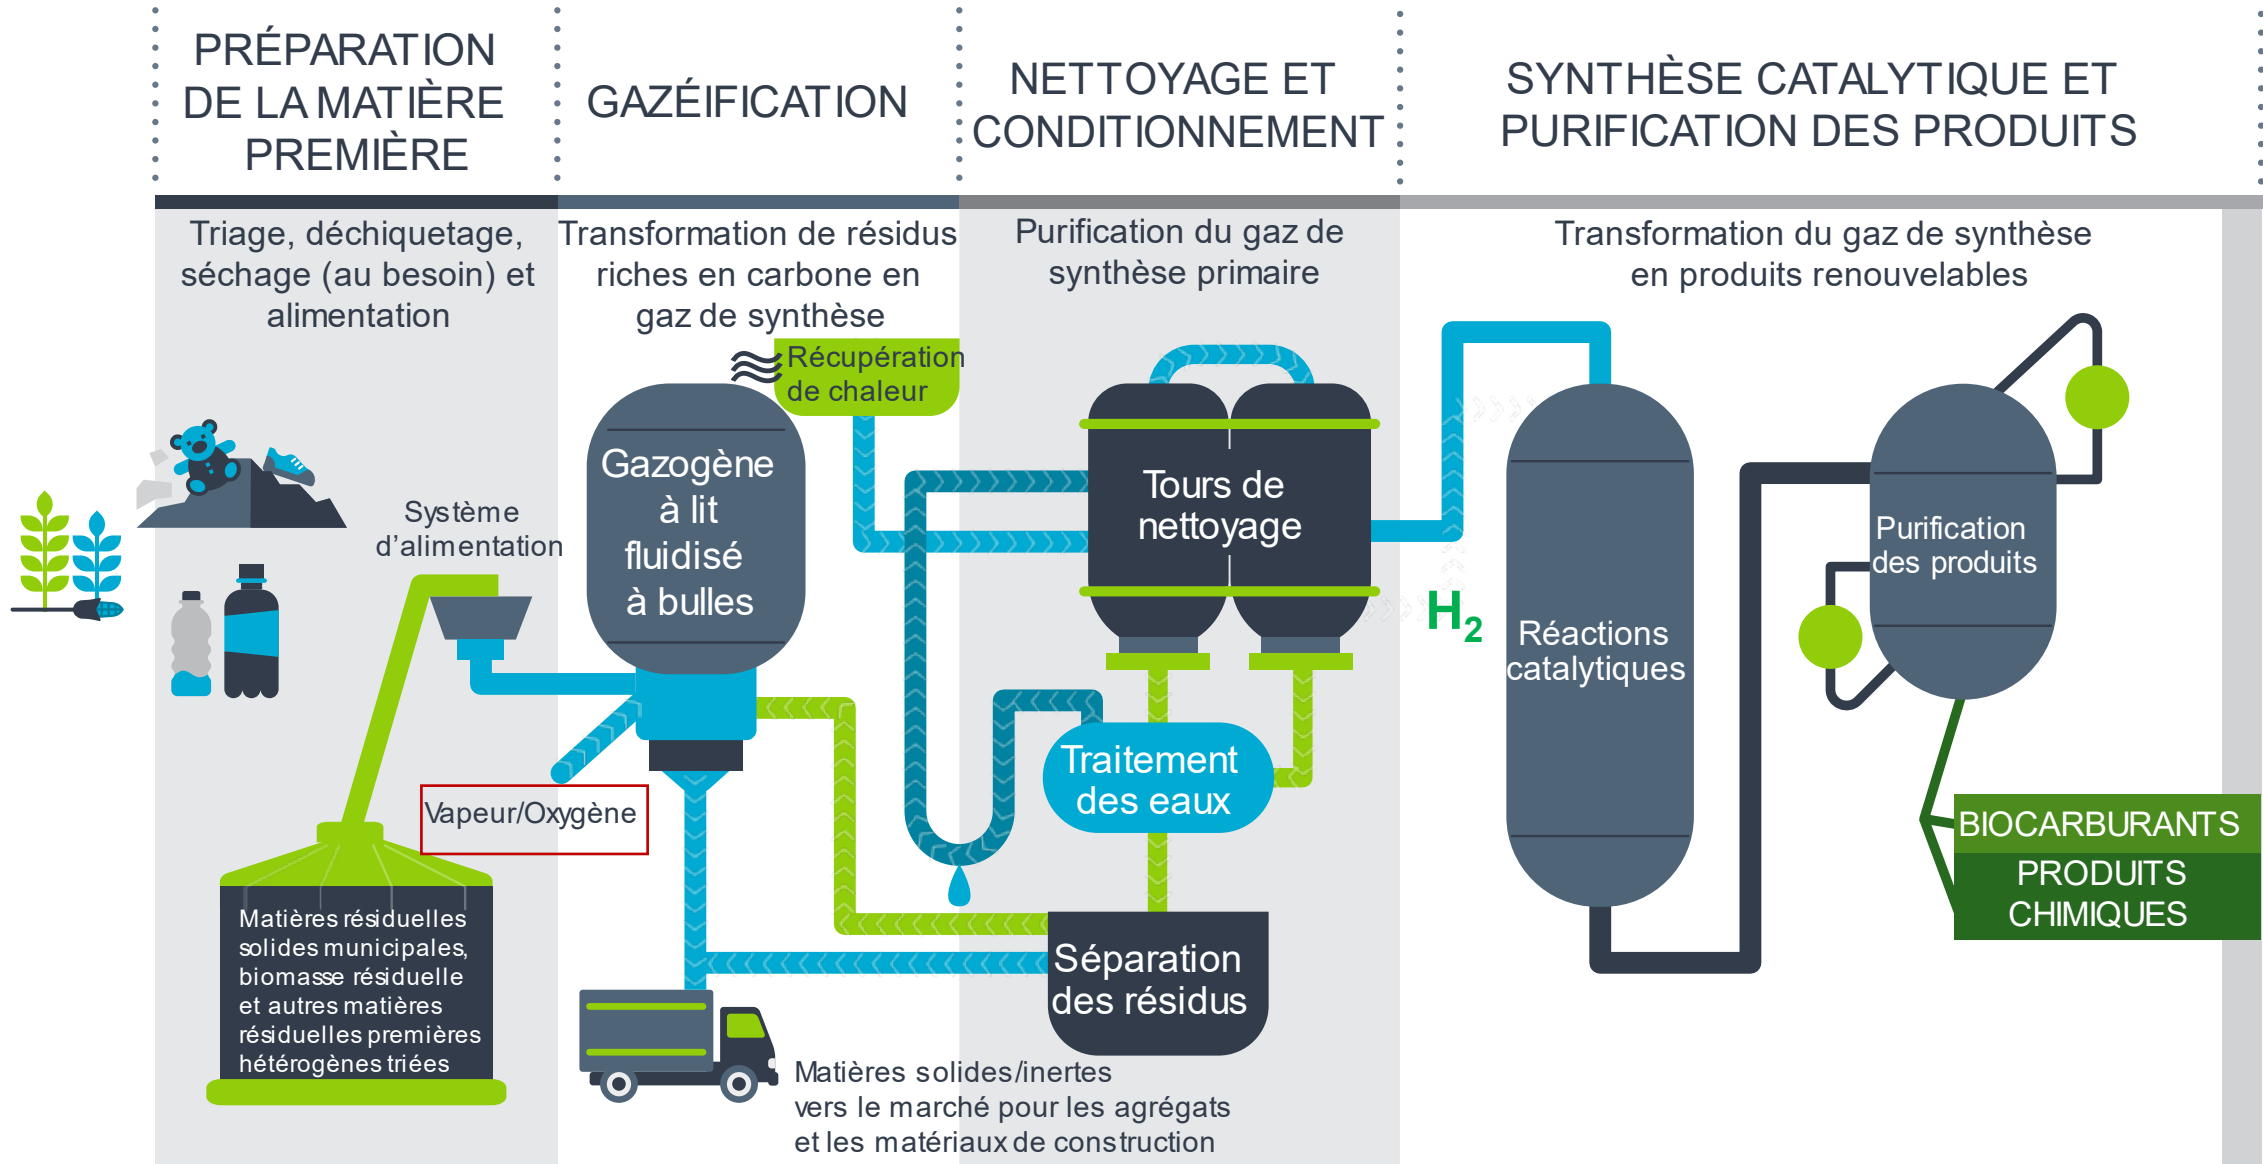 PRÉPARATION
DE LA MATIÈRE
PREMIÈRE
GAZÉIFICATION
NETTOYAGE ET
CONDITIONNEMENT
SYNTHÈSE CATALYTIQUE ET
PURIFICATION DES PRODUITS
Triage, déchiquetage,
séchage (au besoin) et
alimentation
Transformation de résidus
riches en carbone en
gaz de synthèse
Purification du gaz de
synthèse primaire
Transformation du gaz de synthèse
en produits renouvelables
Récupération
de chaleur
Gazogène
à lit
fluidisé
à bulles
Système
d’alimentation
Tours de
nettoyage
H₂
Réactions
catalytiques
Purification
des produits
Traitement
des eaux
Vapeur/Oxygène
BIOCARBURANTS
PRODUITS
CHIMIQUES
Matières résiduelles
solides municipales,
biomasse résiduelle
et autres matières
résiduelles premières
hétérogènes triées
Séparation
des résidus
Matières solides/inertes
vers le marché pour les agrégats
et les matériaux de construction